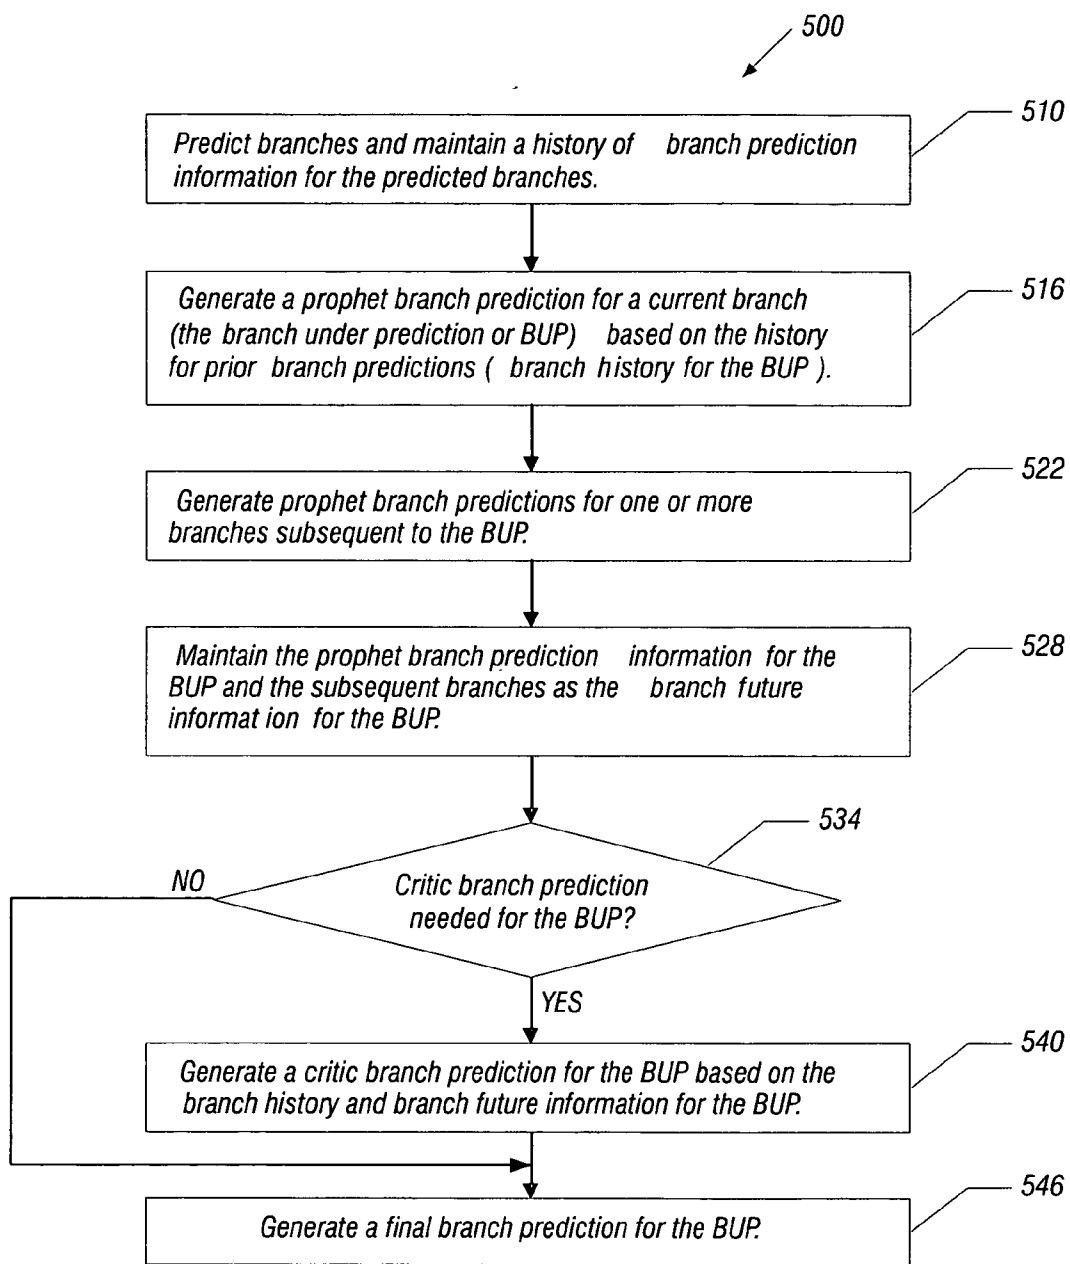 500
510
Predict branches and maintain a history of branch prediction
information for the predicted branches.
516
Generate a prophet branch prediction for a current branch
(the branch under prediction or BUP) based on the history
for prior branch predictions ( branch history for the BUP ).
522
Generate prophet branch predictions for one or more
branches subsequent to the BUP.
528
Maintain the prophet branch prediction information for the
BUP and the subsequent branches as the branch future
informat ion for the BUP.
534
NO
Critic branch prediction
needed for the BUP?
YES
540
Generate a critic branch prediction for the BUP based on the
branch history and branch future information for the BUP.
546
Generate a final branch prediction for the BUP.